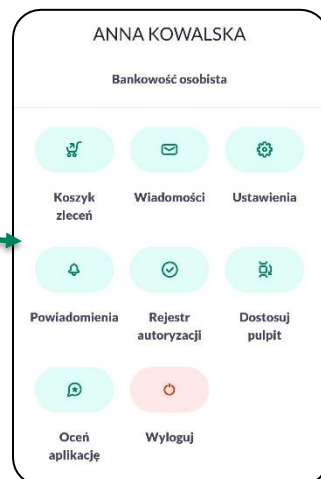 ANNA KOWALSKA
Bankowość osobista
Koszyk zleceń
Wiadomości
Ustawienia
Powiadomienia
Rejestr autoryzacji
Dostosuj pulpit
Oceń aplikację
Wyloguj